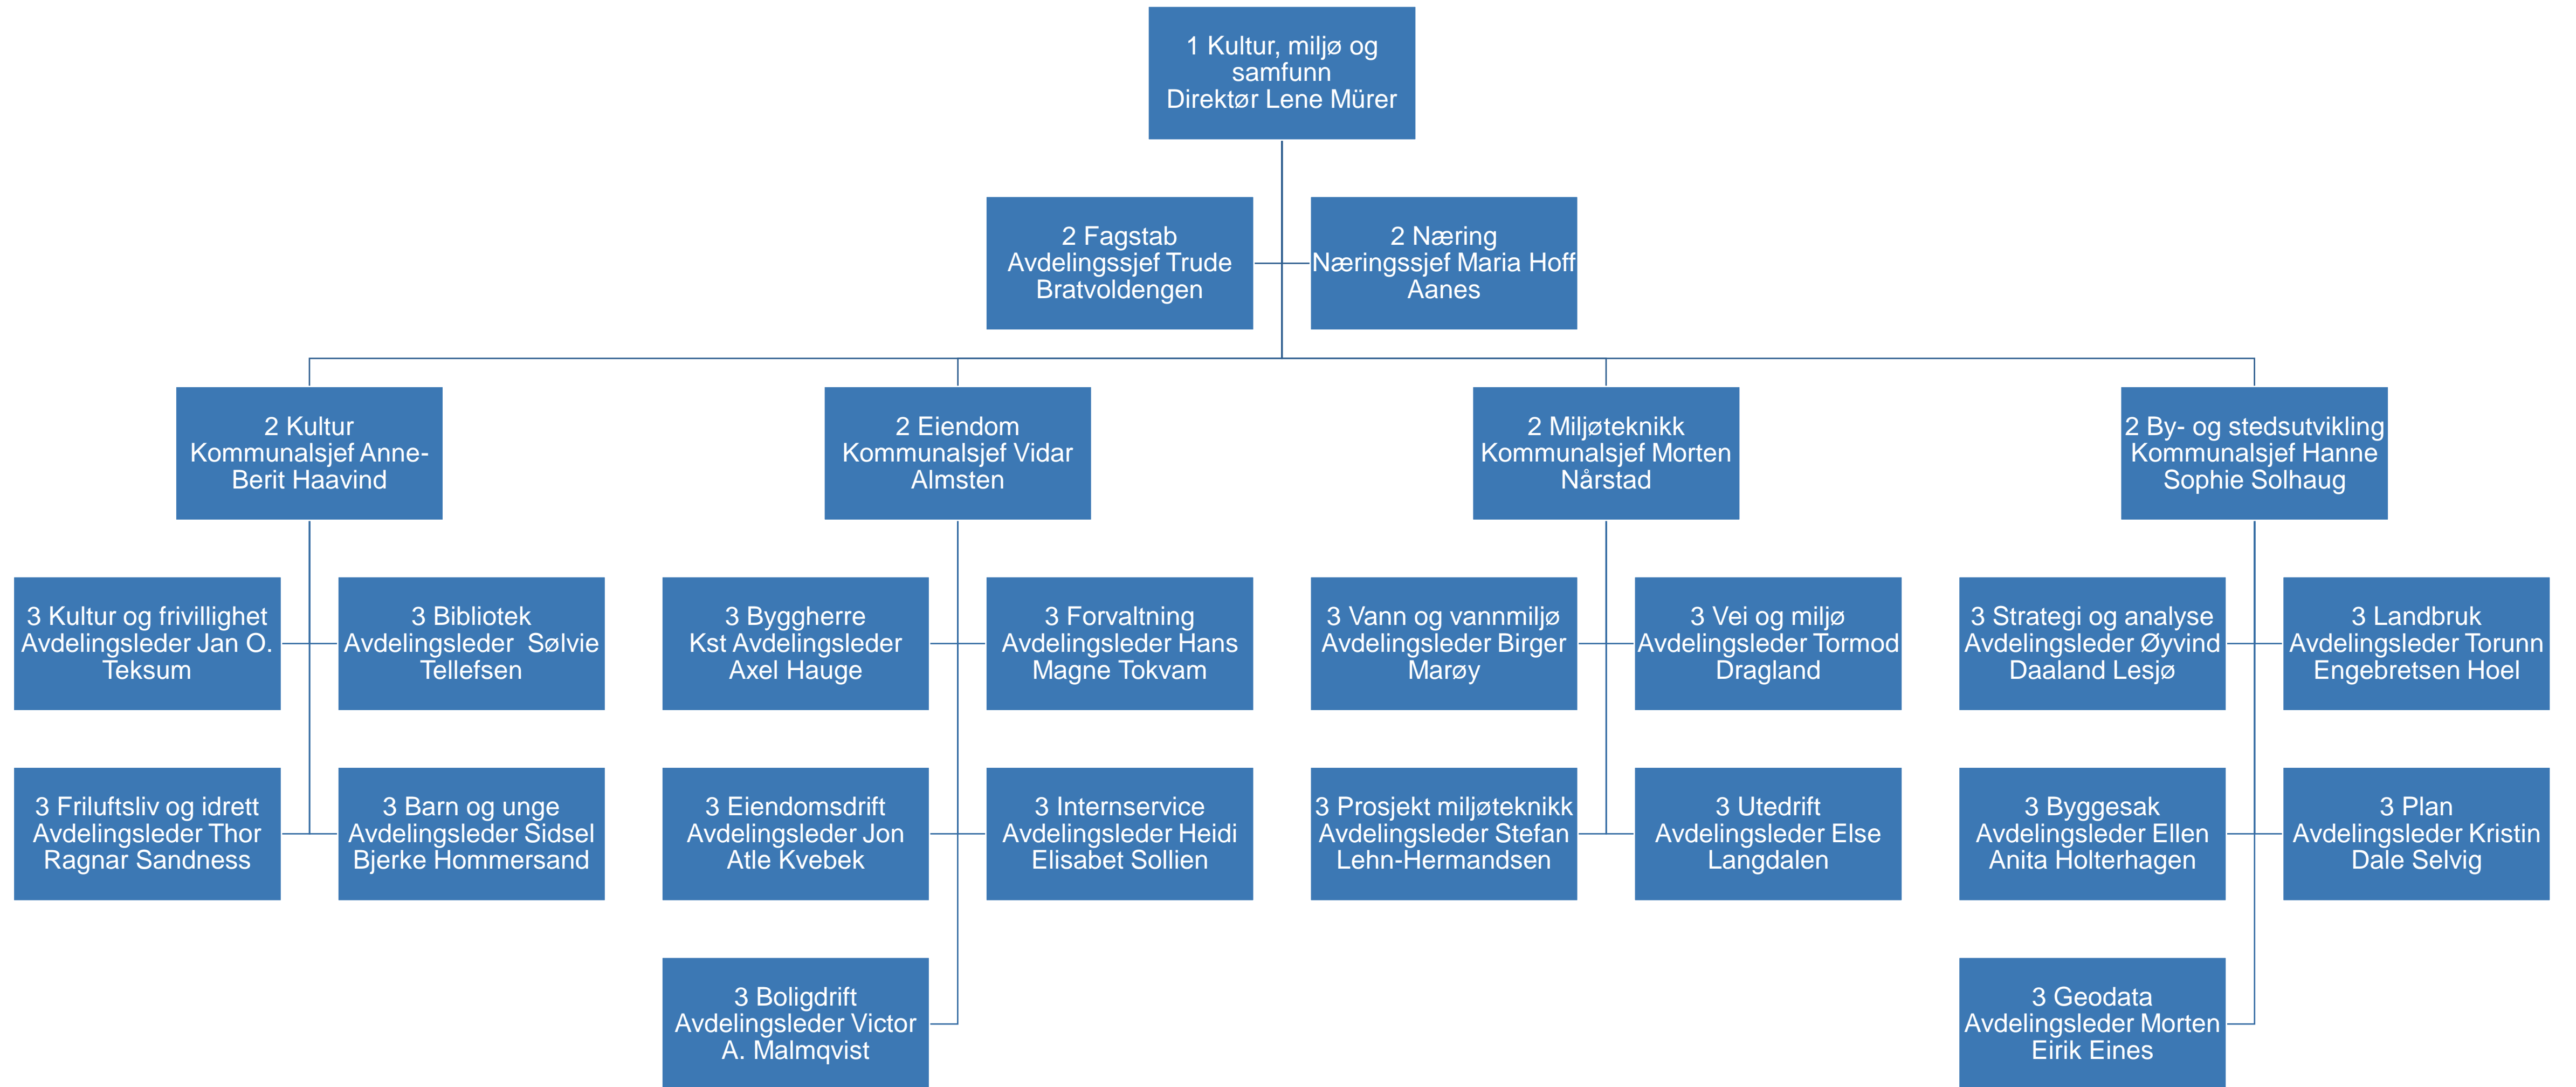 1 Kultur, miljø og
samfunn
Direktør Lene Mürer
2 Fagstab
Avdelingssjef Trude
Bratvoldengen
2 Næring
Næringssjef Maria Hoff
Aanes
2 Kultur
Kommunalsjef Anne-
Berit Haavind
2 Eiendom
Kommunalsjef Vidar
Almsten
2 Miljøteknikk
Kommunalsjef Morten
Nårstad
2 By- og stedsutvikling
Kommunalsjef Hanne
Sophie Solhaug
3 Kultur og frivillighet
Avdelingsleder Jan O.
Teksum
3 Bibliotek
Avdelingsleder  Sølvie
Tellefsen
3 Byggherre
Kst Avdelingsleder
Axel Hauge
3 Forvaltning
Avdelingsleder Hans
Magne Tokvam
3 Vann og vannmiljø
Avdelingsleder Birger
Marøy
3 Vei og miljø
Avdelingsleder Tormod
Dragland
3 Strategi og analyse
Avdelingsleder Øyvind
Daaland Lesjø
3 Landbruk
Avdelingsleder Torunn
Engebretsen Hoel
3 Friluftsliv og idrett
Avdelingsleder Thor
Ragnar Sandness
3 Barn og unge
Avdelingsleder Sidsel
Bjerke Hommersand
3 Eiendomsdrift
Avdelingsleder Jon
Atle Kvebek
3 Internservice
Avdelingsleder Heidi
Elisabet Sollien
3 Prosjekt miljøteknikk
Avdelingsleder Stefan
Lehn-Hermandsen
3 Utedrift
Avdelingsleder Else
Langdalen
3 Byggesak
Avdelingsleder Ellen
Anita Holterhagen
3 Plan
Avdelingsleder Kristin
Dale Selvig
3 Boligdrift
Avdelingsleder Victor
A. Malmqvist
3 Geodata
Avdelingsleder Morten
Eirik Eines